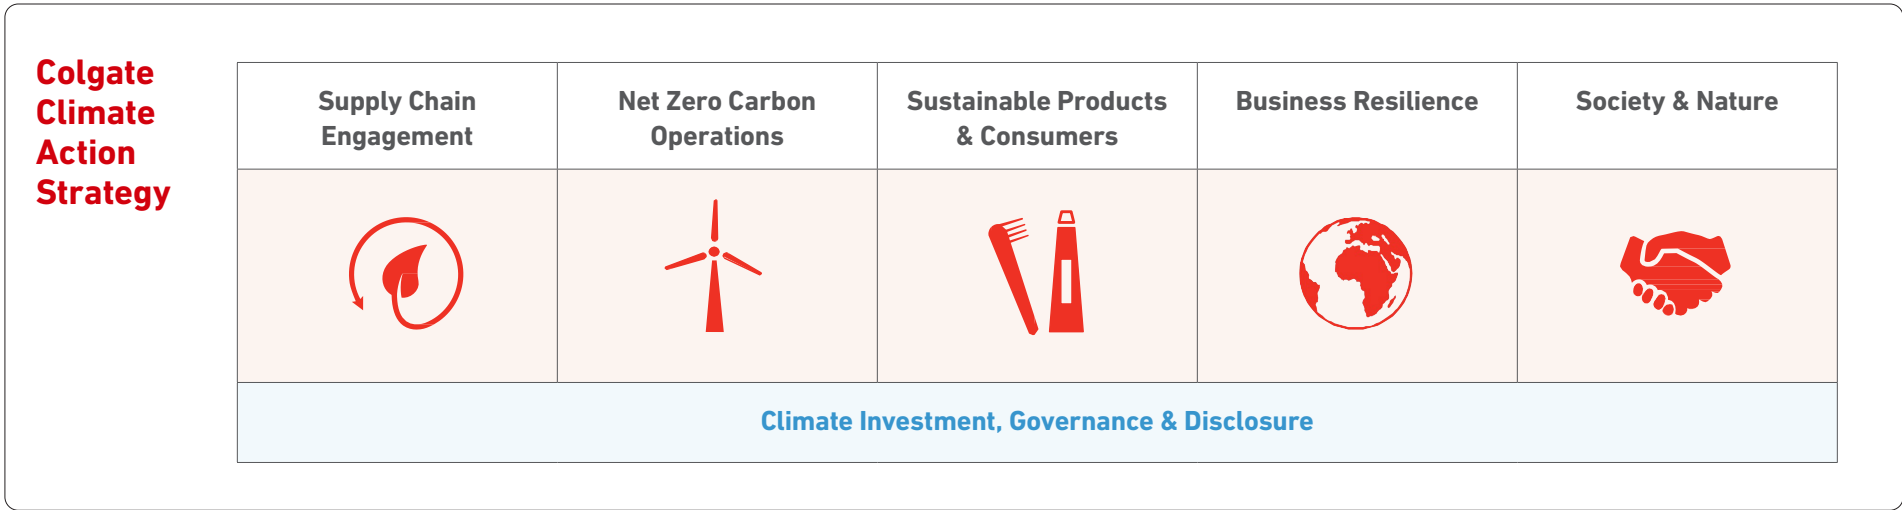 Colgate
Climate
Action
Strategy
Supply Chain
Engagement
Net Zero Carbon
Operations
Sustainable Products
& Consumers
Business Resilience
Society & Nature
Climate Investment, Governance & Disclosure